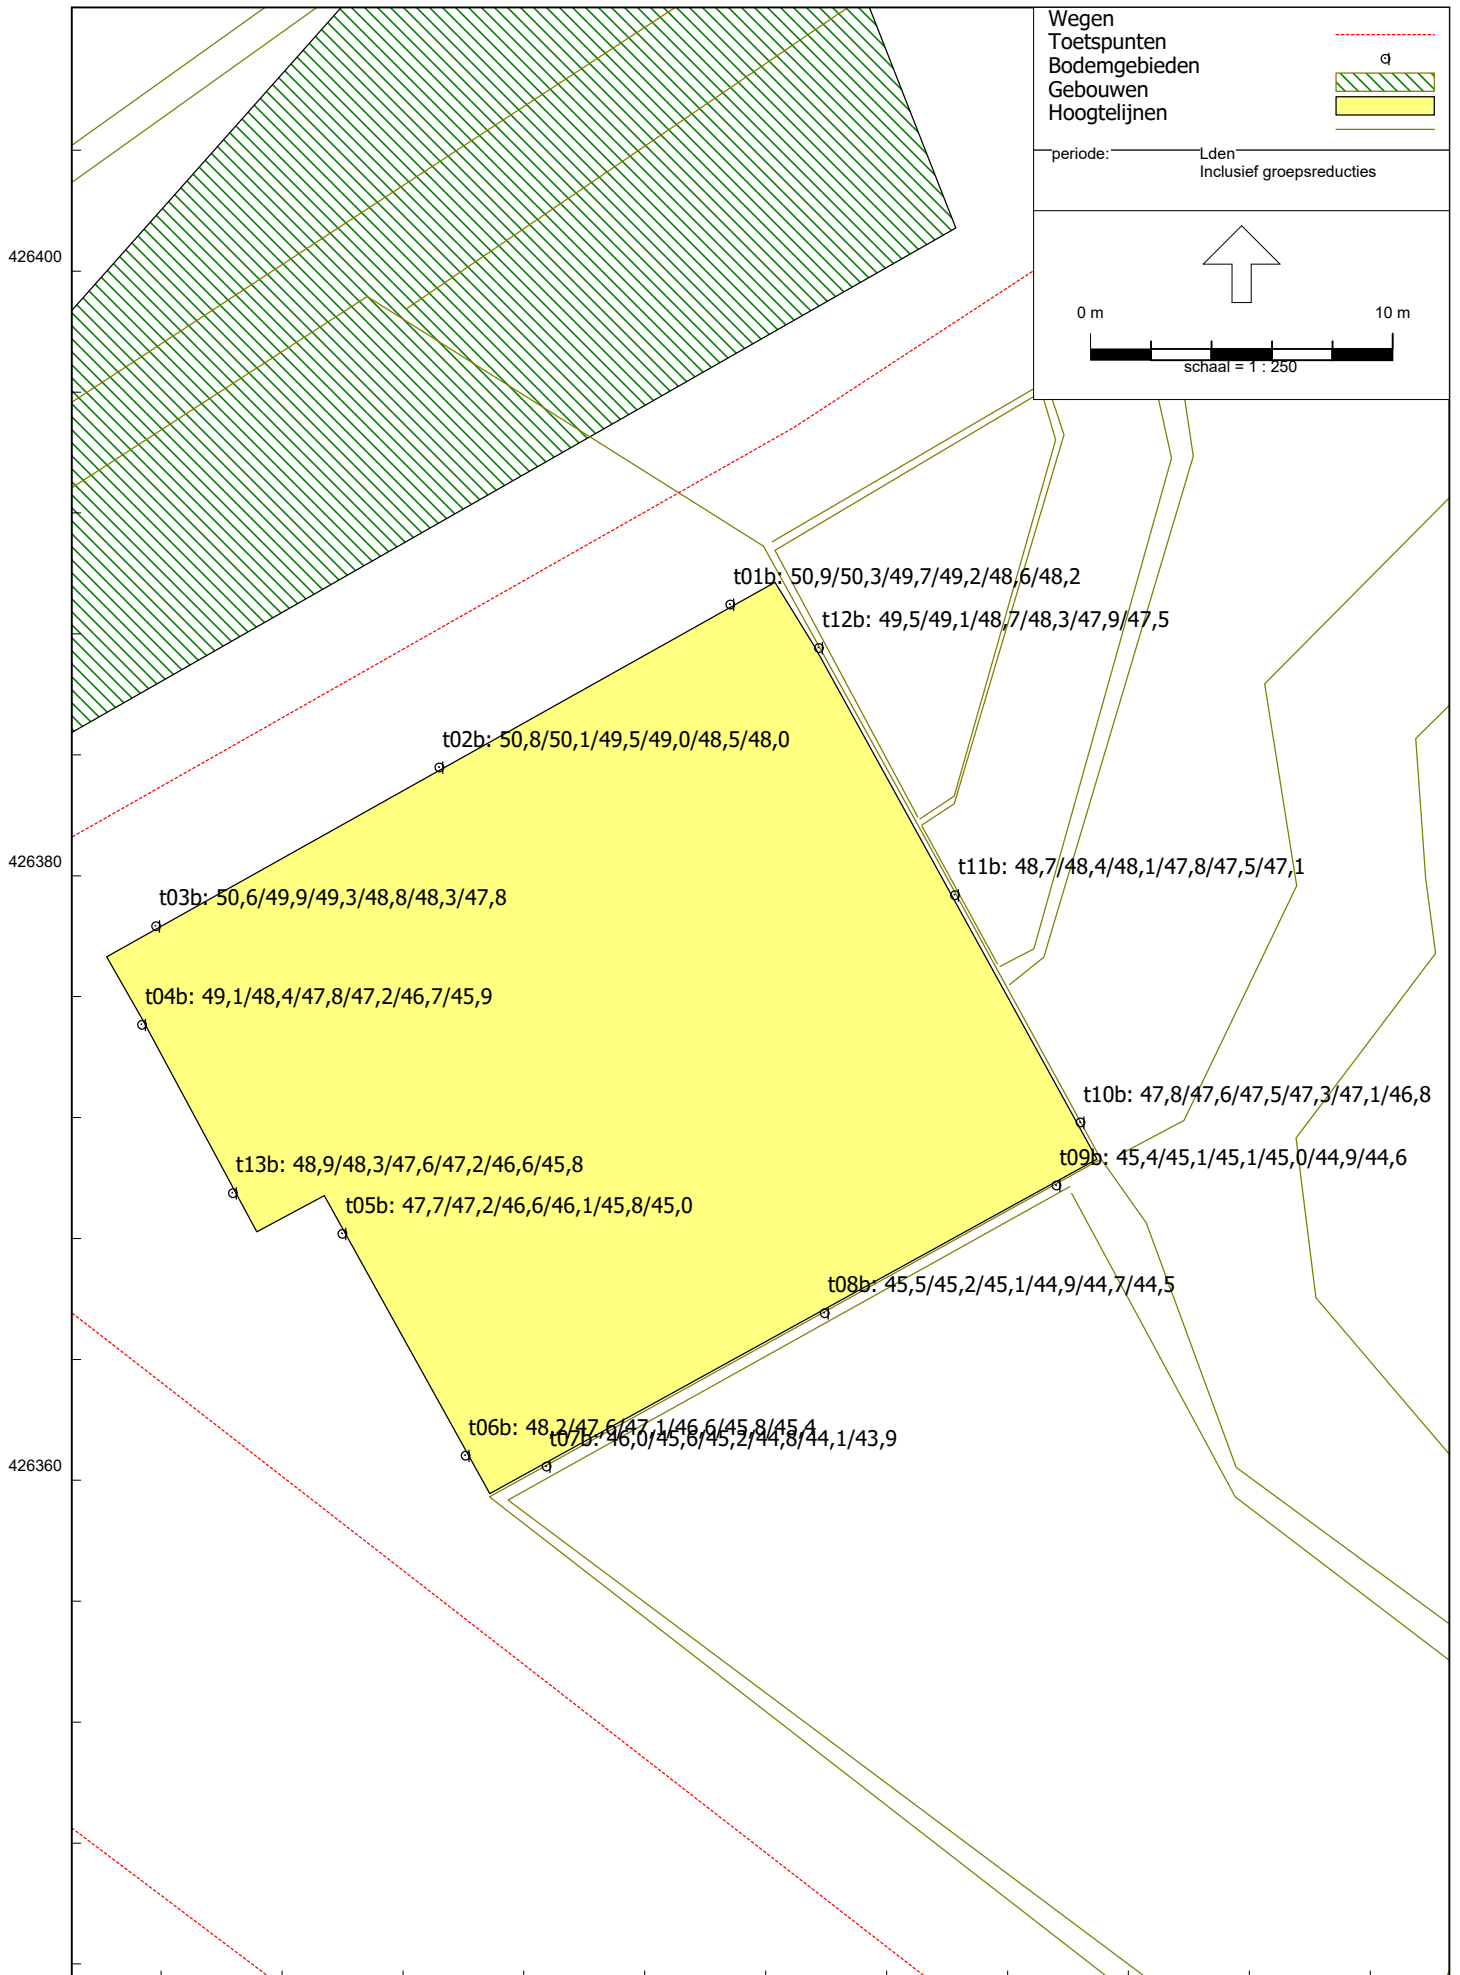 Wegen
Toetspunten
Bodemgebieden
Gebouwen
Hoogtelijnen
periode: Lden
Inclusief groepsreducties
426400
0 m 10 m
schaal = 1 : 250
t01b: 50,9/50,3/49,7/49,2/48,6/48,2
t12b: 49,5/49,1/48,7/48,3/47,9/47,5
t02b: 50,8/50,1/49,5/49,0/48,5/48,0
426380
t11b: 48,7/48,4/48,1/47,8/47,5/47,1
t03b: 50,6/49,9/49,3/48,8/48,3/47,8
t04b: 49,1/48,4/47,8/47,2/46,7/45,9
t10b: 47,8/47,6/47,5/47,3/47,1/46,8
t09b: 45,4/45,1/45,1/45,0/44,9/44,6
t13b: 48,9/48,3/47,6/47,2/46,6/45,8
t05b: 47,7/47,2/46,6/46,1/45,8/45,0
t08b: 45,5/45,2/45,1/44,9/44,7/44,5
t06b: 48,2/47,6/47,1/46,6/45,8/45,4
t07b: 46,0/45,6/45,2/44,8/44,1/43,9
426360